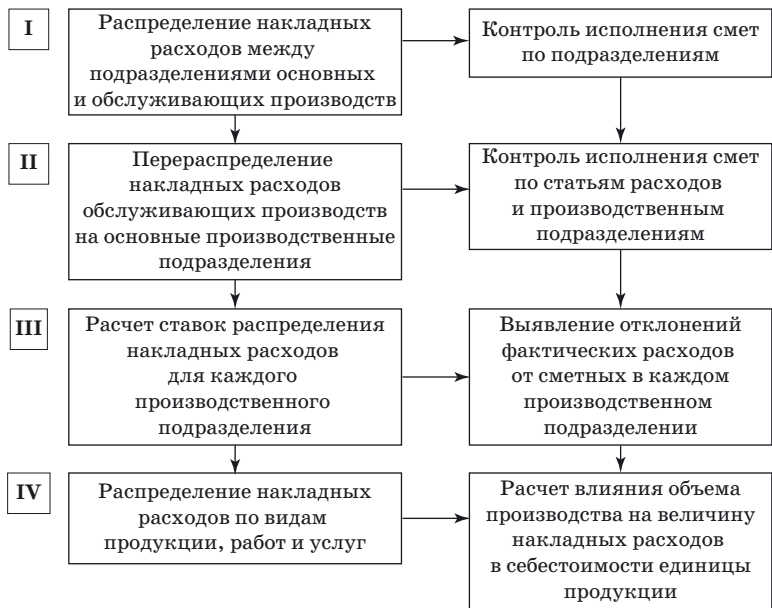 I
Распределение накладных
расходов между
подразделениями основных
и обслуживающих производств
Контроль исполнения смет
по подразделениям
II
Перераспределение
накладных расходов
обслуживающих производств
на основные производственные
подразделения
Контроль исполнения смет
по статьям расходов
и производственным
подразделениям
III
Расчет ставок распределения
накладных расходов
для каждого
производственного
подразделения
Выявление отклонений
фактических расходов
от сметных в каждом
производственном
подразделении
IV
Распределение накладных
расходов по видам
продукции, работ и услуг
Расчет влияния объема
производства на величину
накладных расходов
в себестоимости единицы
продукции